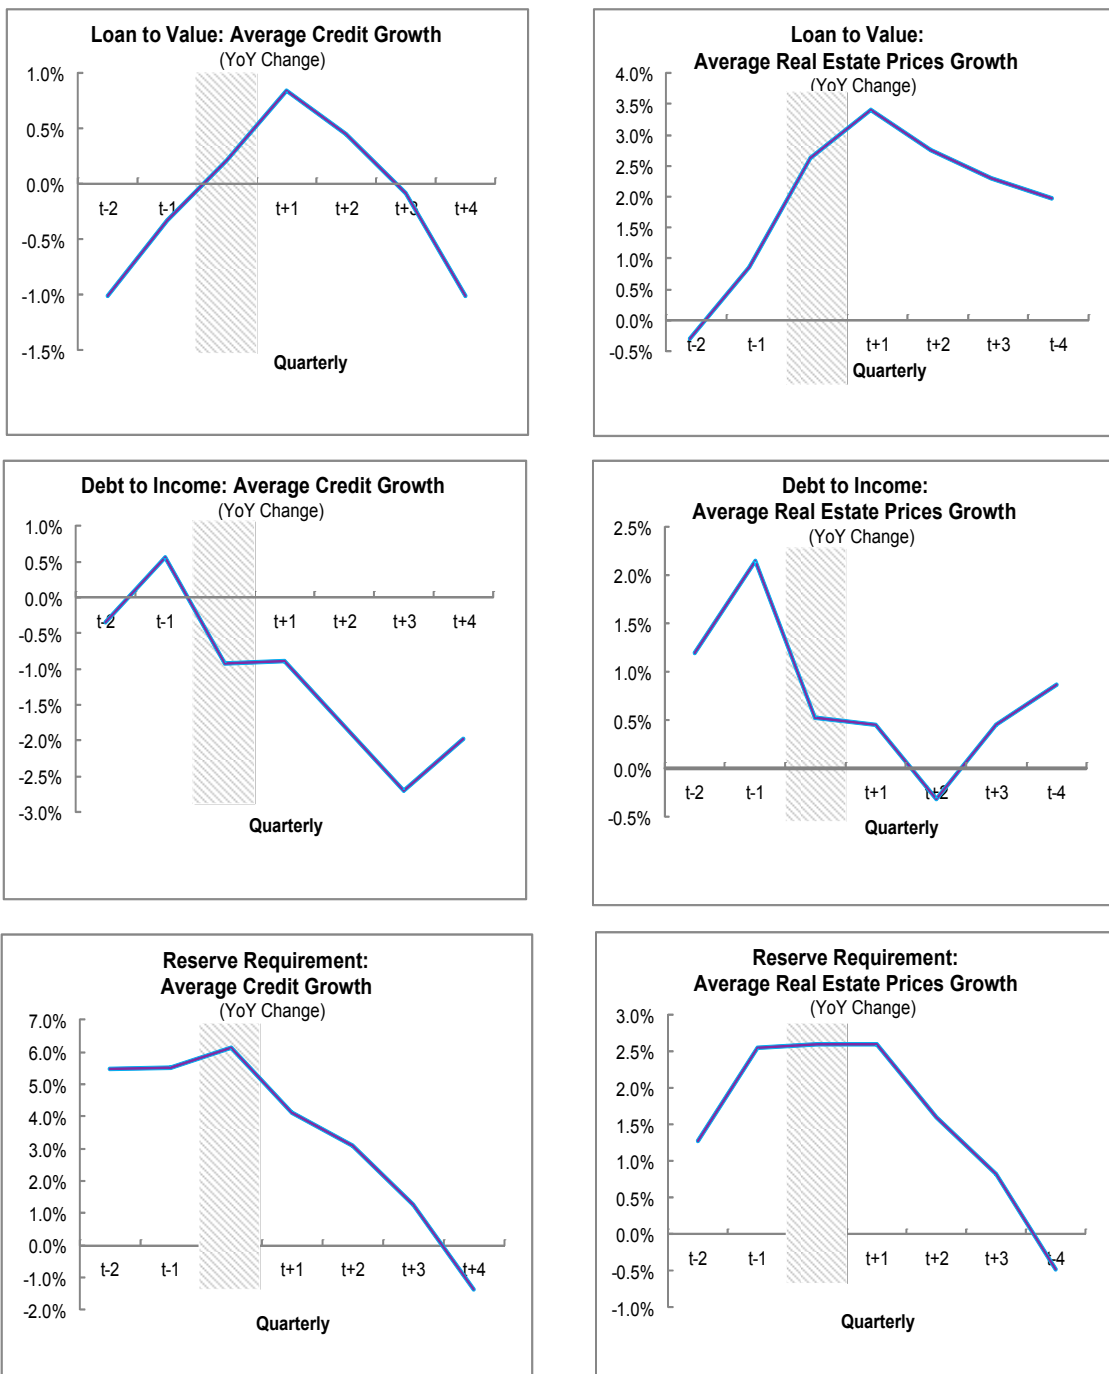 Loan to Value: Average Credit Growth
(YoY Change)
1.0%
0.5%
0.0%
-0.5%
-1.0%
-1.5%
t-2 t-1 t+1 t+2 t+3 t+4
Quarterly
Loan to Value:
Average Real Estate Prices Growth
(YoY Change)
4.0%
3.5%
3.0%
2.5%
2.0%
1.5%
1.0%
0.5%
0.0%
-0.5%
t-2 t-1 t+1 t+2 t+3 t-4
Quarterly
Debt to Income: Average Credit Growth
(YoY Change)
1.0%
0.5%
0.0%
-0.5%
-1.0%
-1.5%
-2.0%
-2.5%
-3.0%
t-2 t-1 t+1 t+2 t+3 t+4
Quarterly
Debt to Income:
Average Real Estate Prices Growth
(YoY Change)
2.5%
2.0%
1.5%
1.0%
0.5%
0.0%
-0.5%
t-2 t-1 t+1 t+2 t+3 t-4
Quarterly
Reserve Requirement:
Average Credit Growth
(YoY Change)
7.0%
6.0%
5.0%
4.0%
3.0%
2.0%
1.0%
0.0%
-1.0%
-2.0%
t-2 t-1 t+1 t+2 t+3 t+4
Quarterly
Reserve Requirement:
Average Real Estate Prices Growth
(YoY Change)
3.0%
2.5%
2.0%
1.5%
1.0%
0.5%
0.0%
-0.5%
-1.0%
t-2 t-1 t+1 t+2 t+3 t-4
Quarterly